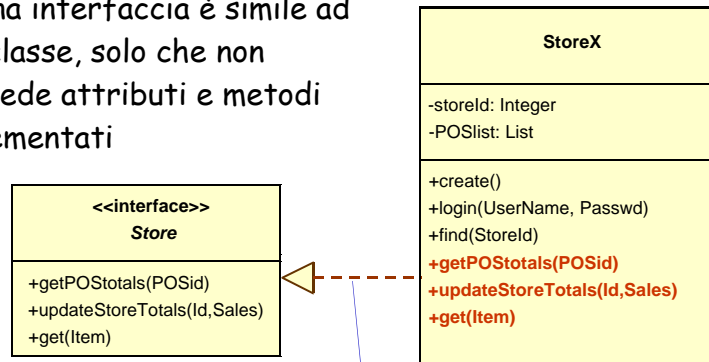 na interfaccia è simile ad
lasse, solo che non
ede attributi e metodi
ementati
<<interface>>
Store
+getPOStotals(POSid)
+updateStoreTotals(Id,Sales)
+get(Item)
StoreX
-storeId: Integer
-POSlist: List
+create()
+login(UserName, Passwd)
+find(StoreId)
+getPOStotals(POSid)
+updateStoreTotals(Id,Sales)
+get(Item)